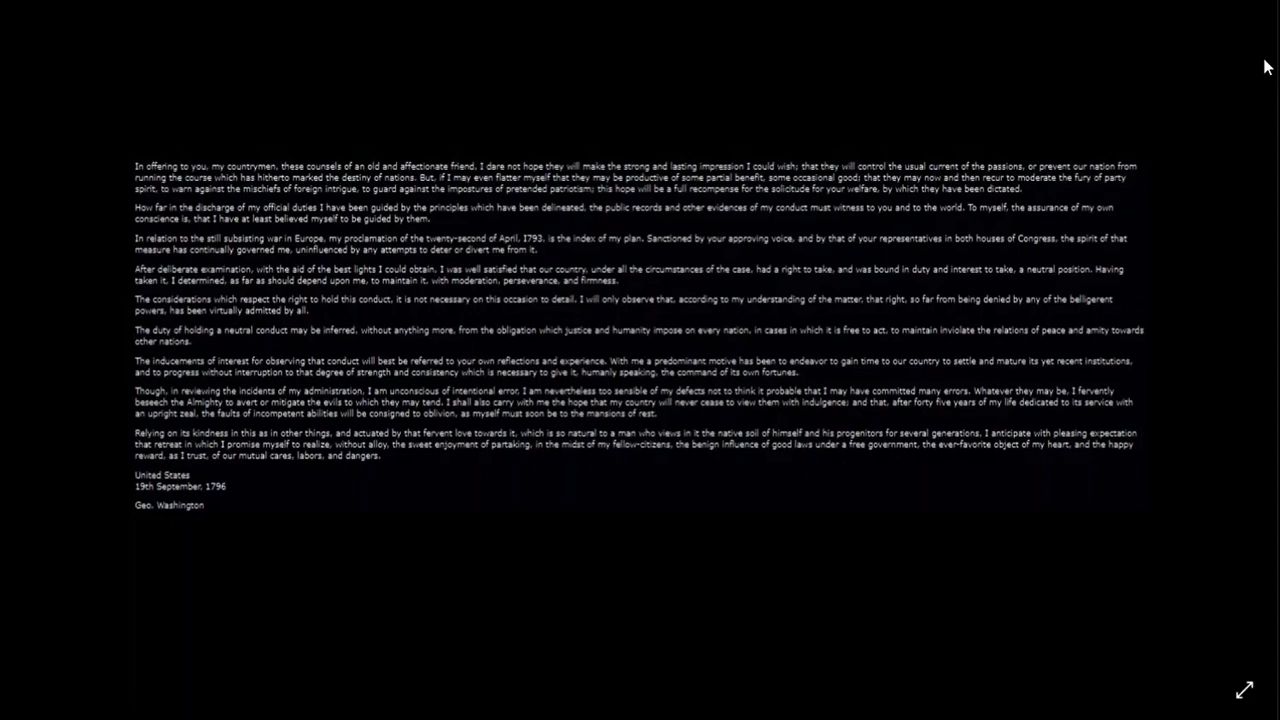 In offering to you, my countrymen, these counsels of an old and affectionate friend, I dare not hope they will make the strong and lasting impression I could wish; that they will control the usual current of the passions, or prevent our nation from
running the course which has hitherto marked the destiny of nations. But, if I may even flatter myself that they may be productive of some partial benefit, some occasional good; that they may now and then recur to moderate the fury of party
spirit, to warn against the mischiefs of foreign intrigue, to guard against the impostures of pretended patriotism; this hope will be a full recompense for the solicitude for your welfare, by which they have been dictated.
How far in the discharge of my official duties I have been guided by the principles which have been delineated, the public records and other evidences of my conduct must witness to you and to the world. To myself, the assurance of my own
conscience is, that I have at least believed myself to be guided by them.
In relation to the still subsisting war in Europe, my proclamation of the twenty-second of April, 1793, is the index of my plan. Sanctioned by your approving voice, and by that of your representatives in both houses of Congress, the spirit of that
measure has continually governed me, uninfluenced by any attempts to deter or divert me from it.
After deliberate examination, with the aid of the best lights I could obtain, I was well satisfied that our country, under all the circumstances of the case, had a right to take, and was bound in duty and interest to take, a neutral position. Having
taken it, I determined, as far as should depend upon me, to maintain it, with moderation, perseverance, and firmness.
The considerations which respect the right to hold this conduct, it is not necessary on this occasion to detail. I will only observe that, according to my understanding of the matter, that right, so far from being denied by any of the belligerent
powers, has been virtually admitted by all.
The duty of holding a neutral conduct may be inferred, without anything more, from the obligation which justice and humanity impose on every nation, in cases in which it is free to act, to maintain inviolate the relations of peace and amity towards
other nations.
The inducements of interest for observing that conduct will best be referred to your own reflections and experience. With me a predominant motive has been to endeavor to gain time to our country to settle and mature its yet recent institutions,
and to progress without interruption to that degree of strength and consistency which is necessary to give it, humanly speaking, the command of its own fortunes.
Though, in reviewing the incidents of my administration, I am unconscious of intentional error, I am nevertheless too sensible of my defects not to think it probable that I may have committed many errors. Whatever they may be, I fervently
beseech the Almighty to avert or mitigate the evils to which they may tend. I shall also carry with me the hope that my country will never cease to view them with indulgence; and that, after forty five years of my life dedicated to its service with
an upright zeal, the faults of incompetent abilities will be consigned to oblivion, as myself must soon be to the mansions of rest.
Relying on its kindness in this as in other things, and actuated by that fervent love towards it, which is so natural to a man who views in it the native soil of himself and his progenitors for several generations, I anticipate with pleasing expectation
that retreat in which I promise myself to realize, without alloy, the sweet enjoyment of partaking, in the midst of my fellow-citizens, the benign influence of good laws under a free government, the ever-favorite object of my heart, and the happy
reward, as I trust, of our mutual cares, labors, and dangers.
United States
19th September, 1796
Geo. Washington